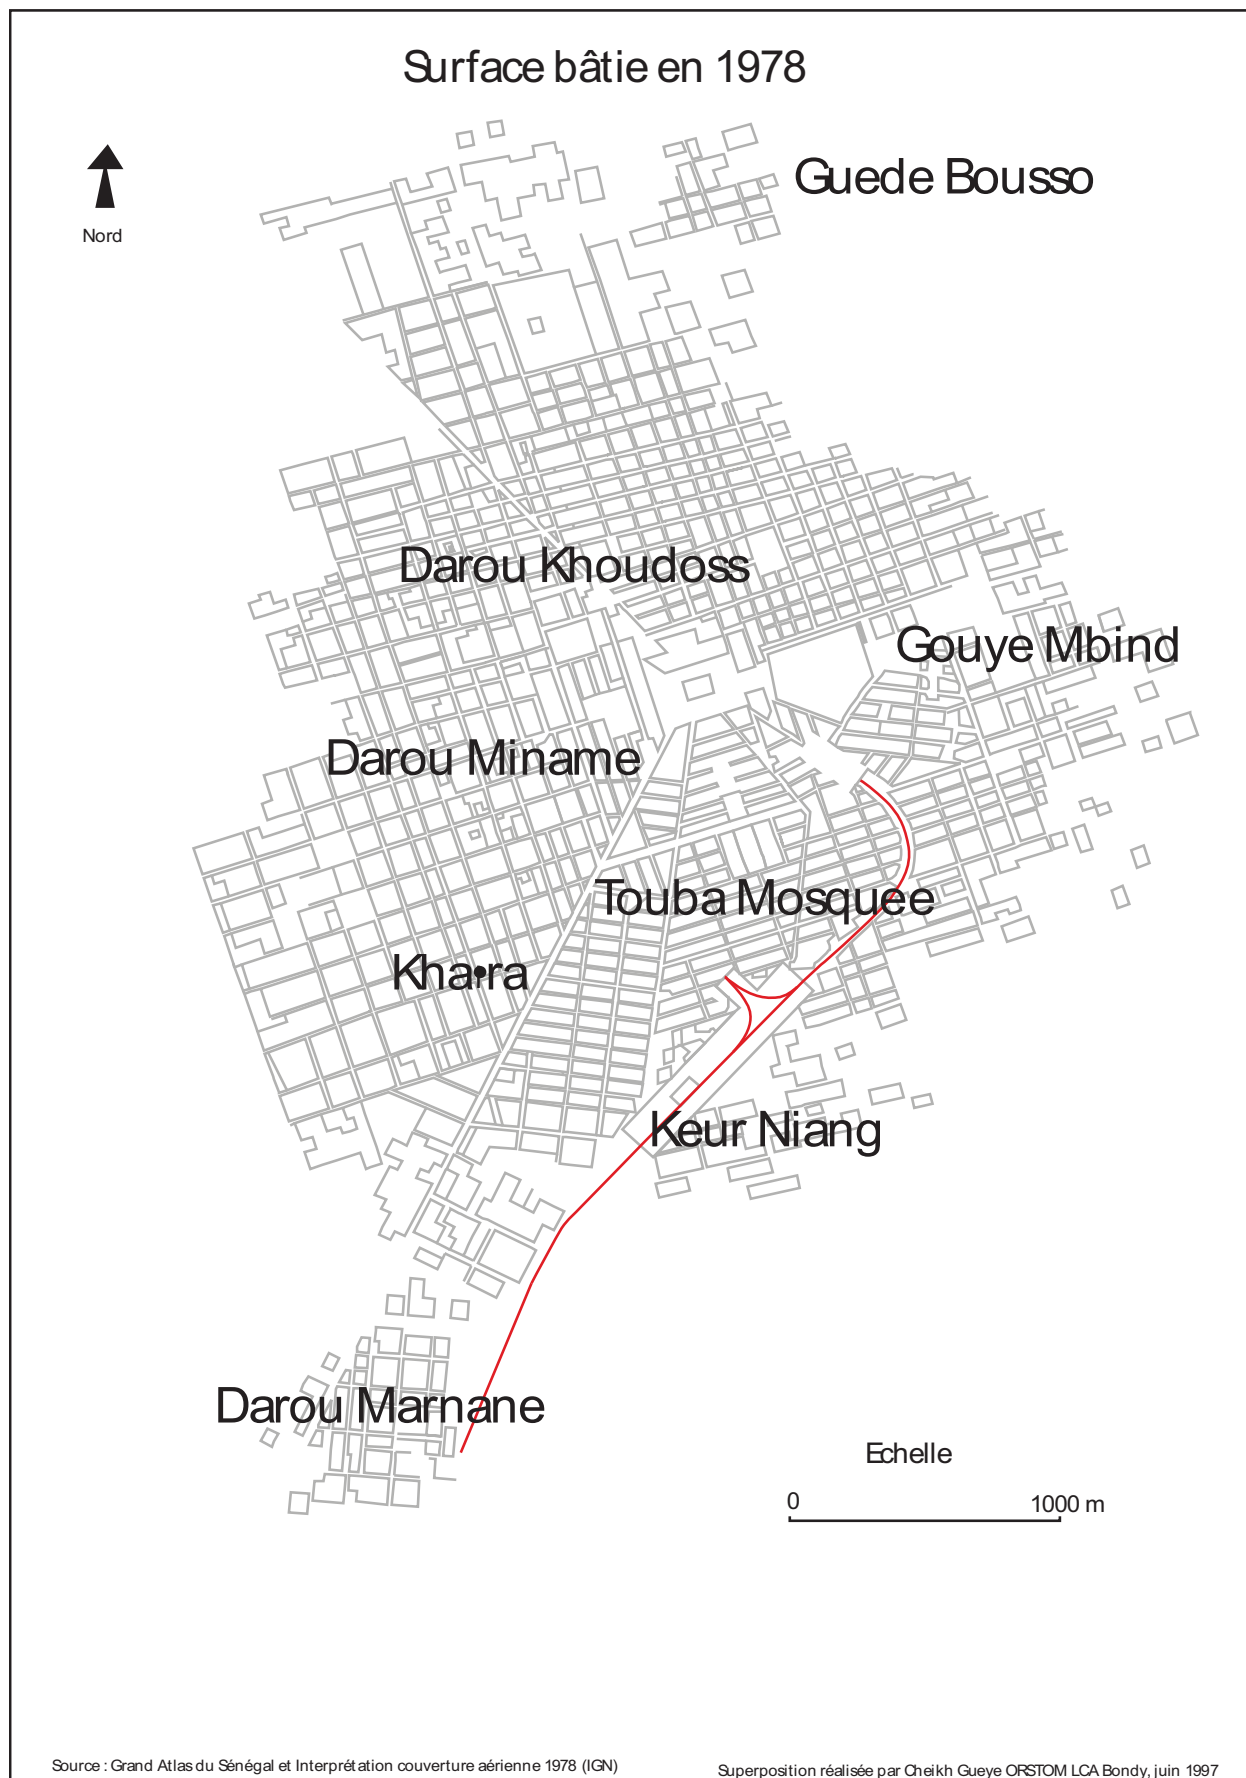 Surface bâtie en 1978
Guede Bousso
Nord
Darou Khoudoss
Gouye Mbind
Darou Miname
Touba Mosquee
Khaïra
Keur Niang
Darou Marnane
Echelle
0 1000 m
Source : Grand Atlas du Sénégal et Interprétation couverture aérienne 1978 (IGN)
Superposition réalisée par Cheikh Gueye ORSTOM LCA Bondy, juin 1997